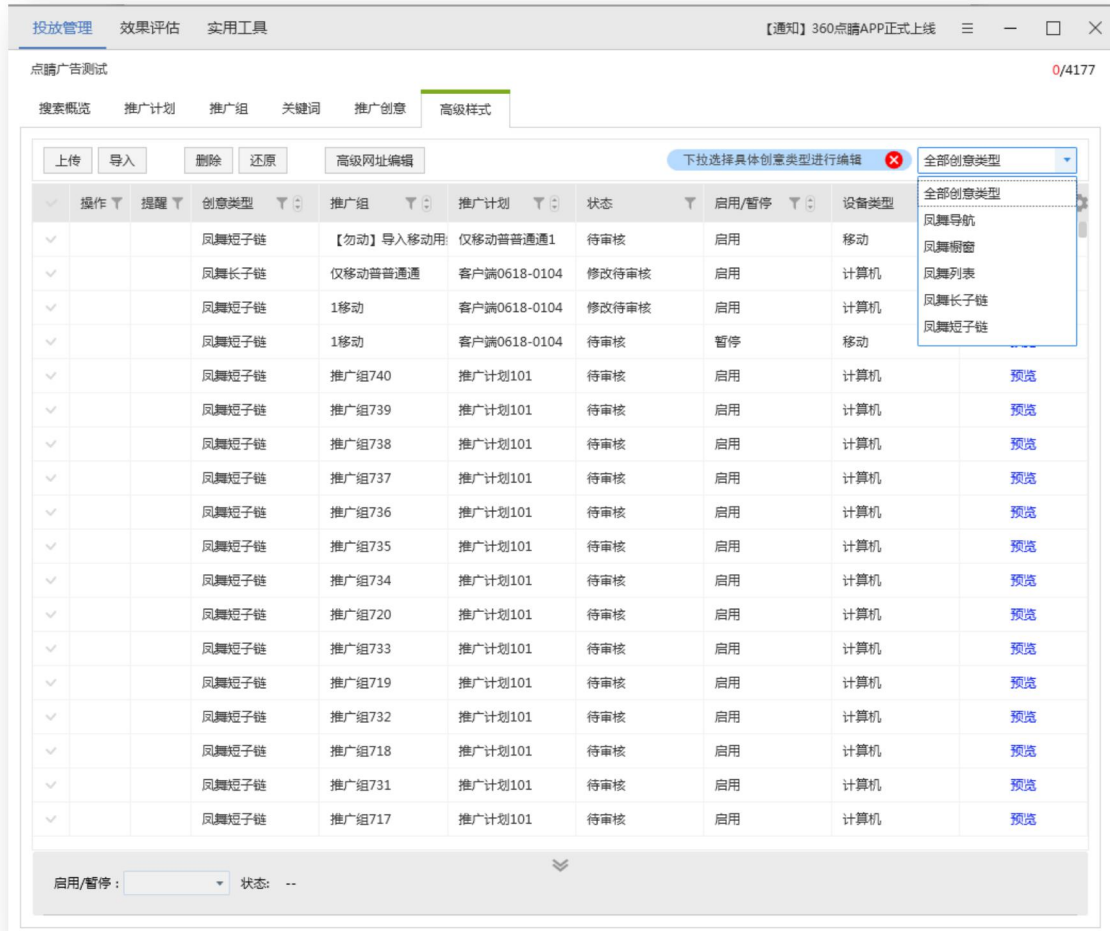 投放管理 效果评估 实用工具 【通知】360点睛APP正式上线
点睛广告测试 0/4177
搜索概览 推广计划 推广组 关键词 推广创意 高级样式
上传 导入 删除 还原 高级网址编辑 下拉选择具体创意类型进行编辑 全部创意类型
操作 提醒 创意类型 推广组 推广计划 状态 启用/暂停 设备类型
全部创意类型
凤舞导航
凤舞橱窗
凤舞列表
凤舞长子链
凤舞短子链
凤舞短子链 【勿动】导入移动用 仅移动普普通通1 待审核 启用 移动
凤舞长子链 仅移动普普通通 客户端0618-0104 修改待审核 启用 计算机
凤舞短子链 1移动 客户端0618-0104 修改待审核 启用 计算机
凤舞短子链 1移动 客户端0618-0104 待审核 暂停 移动
凤舞短子链 推广组740 推广计划101 待审核 启用 计算机 预览
凤舞短子链 推广组739 推广计划101 待审核 启用 计算机 预览
凤舞短子链 推广组738 推广计划101 待审核 启用 计算机 预览
凤舞短子链 推广组737 推广计划101 待审核 启用 计算机 预览
凤舞短子链 推广组736 推广计划101 待审核 启用 计算机 预览
凤舞短子链 推广组735 推广计划101 待审核 启用 计算机 预览
凤舞短子链 推广组734 推广计划101 待审核 启用 计算机 预览
凤舞短子链 推广组720 推广计划101 待审核 启用 计算机 预览
凤舞短子链 推广组733 推广计划101 待审核 启用 计算机 预览
凤舞短子链 推广组719 推广计划101 待审核 启用 计算机 预览
凤舞短子链 推广组732 推广计划101 待审核 启用 计算机 预览
凤舞短子链 推广组718 推广计划101 待审核 启用 计算机 预览
凤舞短子链 推广组731 推广计划101 待审核 启用 计算机 预览
凤舞短子链 推广组717 推广计划101 待审核 启用 计算机 预览
启用/暂停： 状态: --